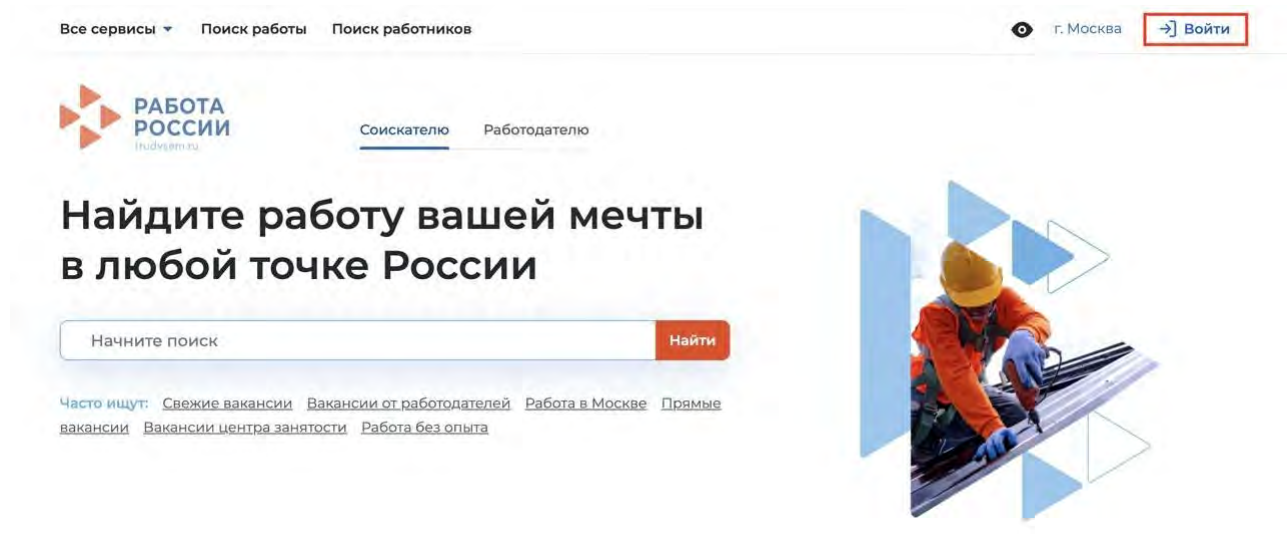 Все сервисы Поиск работы Поиск работников г. Москва Войти
РАБОТА
РОССИИ
trudvsem.ru
Соискателю Работодателю
Найдите работу вашей мечты
в любой точке России
Начните поиск Найти
Часто ищут: Свежие вакансии Вакансии от работодателей Работа в Москве Прямые
вакансии Вакансии центра занятости Работа без опыта